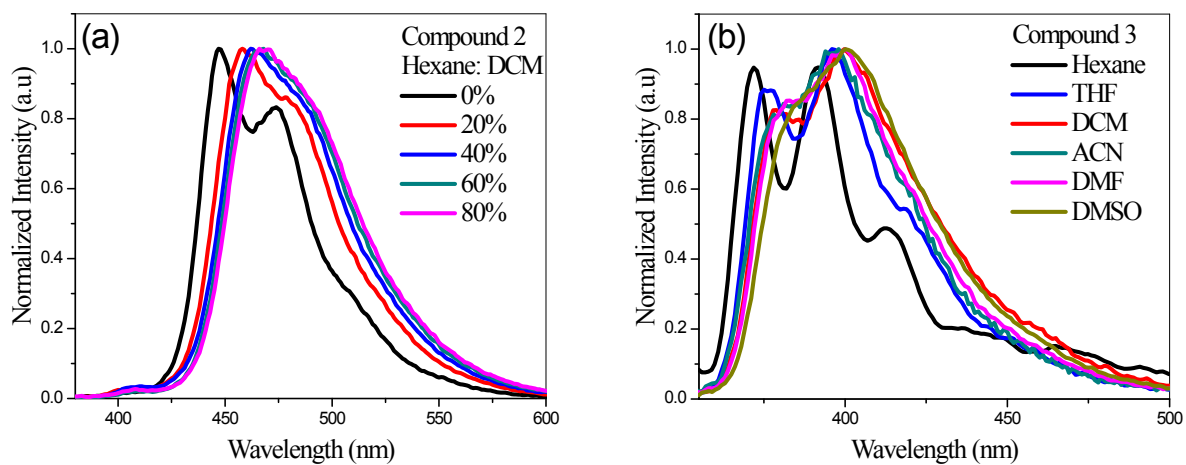 (a)
Compound 2
Hexane: DCM
0%
20%
40%
60%
80%
Normalized Intensity (a.u)
1.0
0.8
0.6
0.4
0.2
0.0
400
450
500
550
600
Wavelength (nm)
(b)
Compound 3
Hexane
THF
DCM
ACN
DMF
DMSO
Normalized Intensity (a.u)
1.0
0.8
0.6
0.4
0.2
0.0
400
450
500
Wavelength (nm)